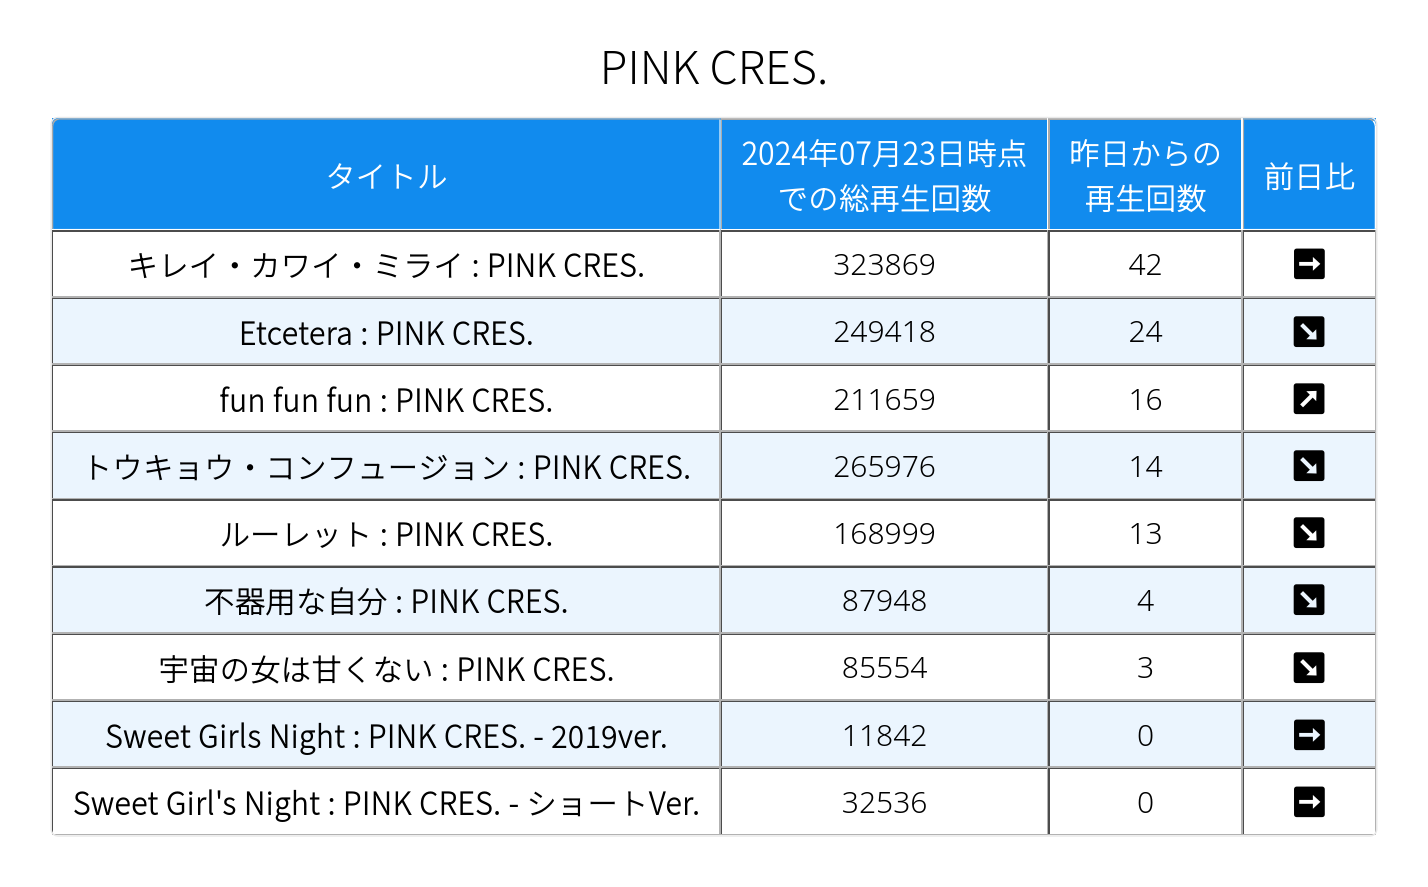 PINK CRES.
タイトル
2024年07月23日時点
での総再生回数
昨日からの
再生回数
前日比
キレイ・カワイ・ミライ : PINK CRES. 323869 42 ➡
Etcetera : PINK CRES. 249418 24 ↘
fun fun fun : PINK CRES. 211659 16 ↗
トウキョウ・コンフュージョン : PINK CRES. 265976 14 ↘
ルーレット : PINK CRES. 168999 13 ↘
不器用な自分 : PINK CRES. 87948 4 ↘
宇宙の女は甘くない : PINK CRES. 85554 3 ↘
Sweet Girls Night : PINK CRES. - 2019ver. 11842 0 ➡
Sweet Girl's Night : PINK CRES. - ショートVer. 32536 0 ➡